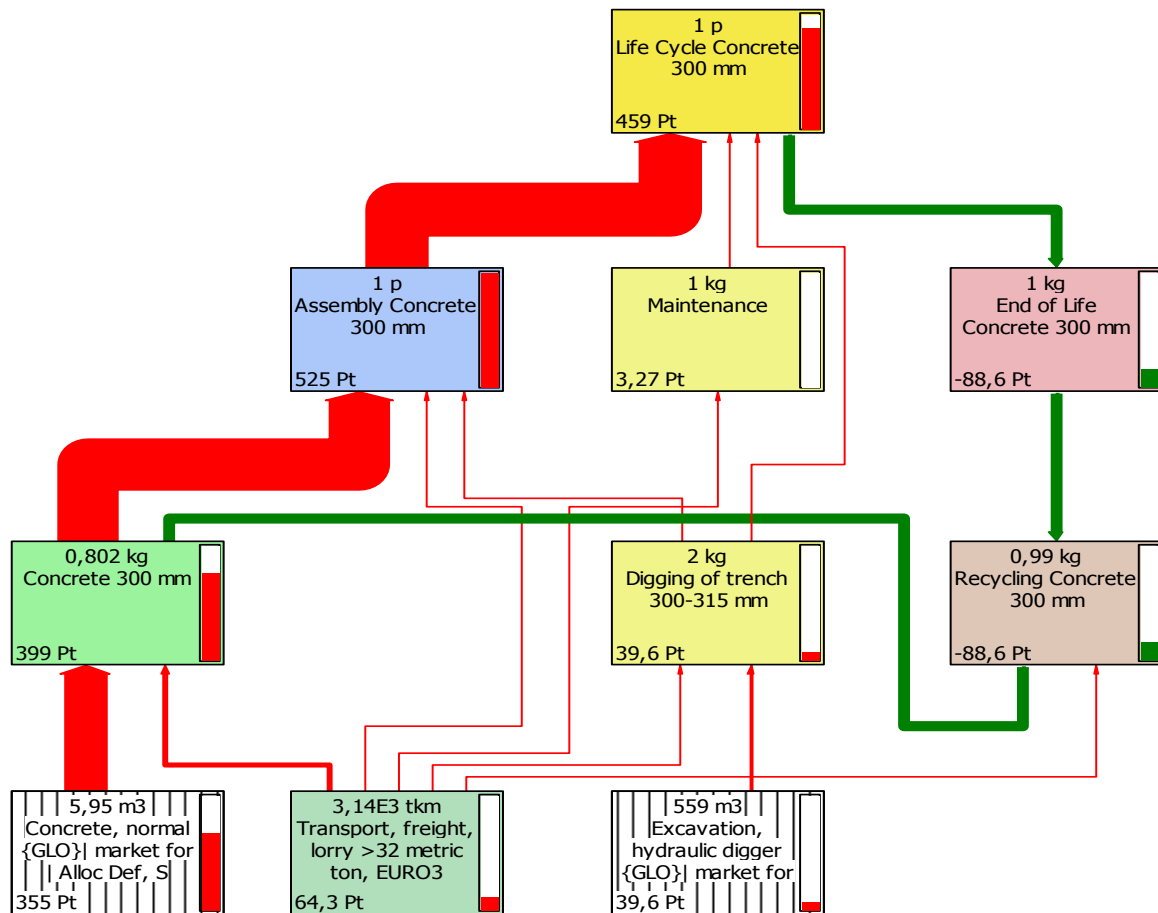 1 p
Life Cycle Concrete
300 mm
459 Pt
1 p
Assembly Concrete
300 mm
525 Pt
1 kg
Maintenance
3,27 Pt
1 kg
End of Life
Concrete 300 mm
-88,6 Pt
0,802 kg
Concrete 300 mm
399 Pt
2 kg
Digging of trench
300-315 mm
39,6 Pt
0,99 kg
Recycling Concrete
300 mm
-88,6 Pt
5,95 m3
Concrete, normal
{GLO}| market for
| Alloc Def, S
355 Pt
3,14E3 tkm
Transport, freight,
lorry >32 metric
ton, EURO3
64,3 Pt
559 m3
Excavation,
hydraulic digger
{GLO}| market for
39,6 Pt